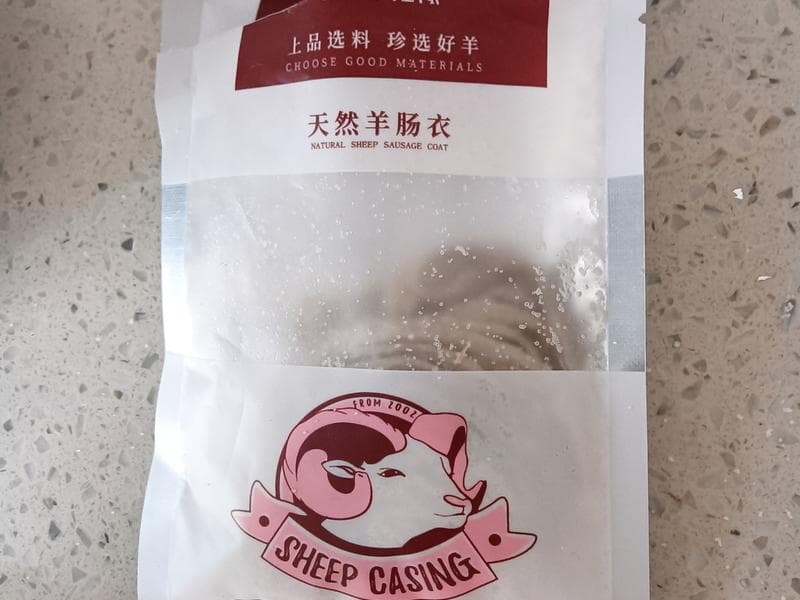 上品选料 珍选好羊
CHOOSE GOOD MATERIALS
天然羊肠衣
NATURAL SHEEP SAUSAGE COAT
FROM 2002
SHEEP CASING